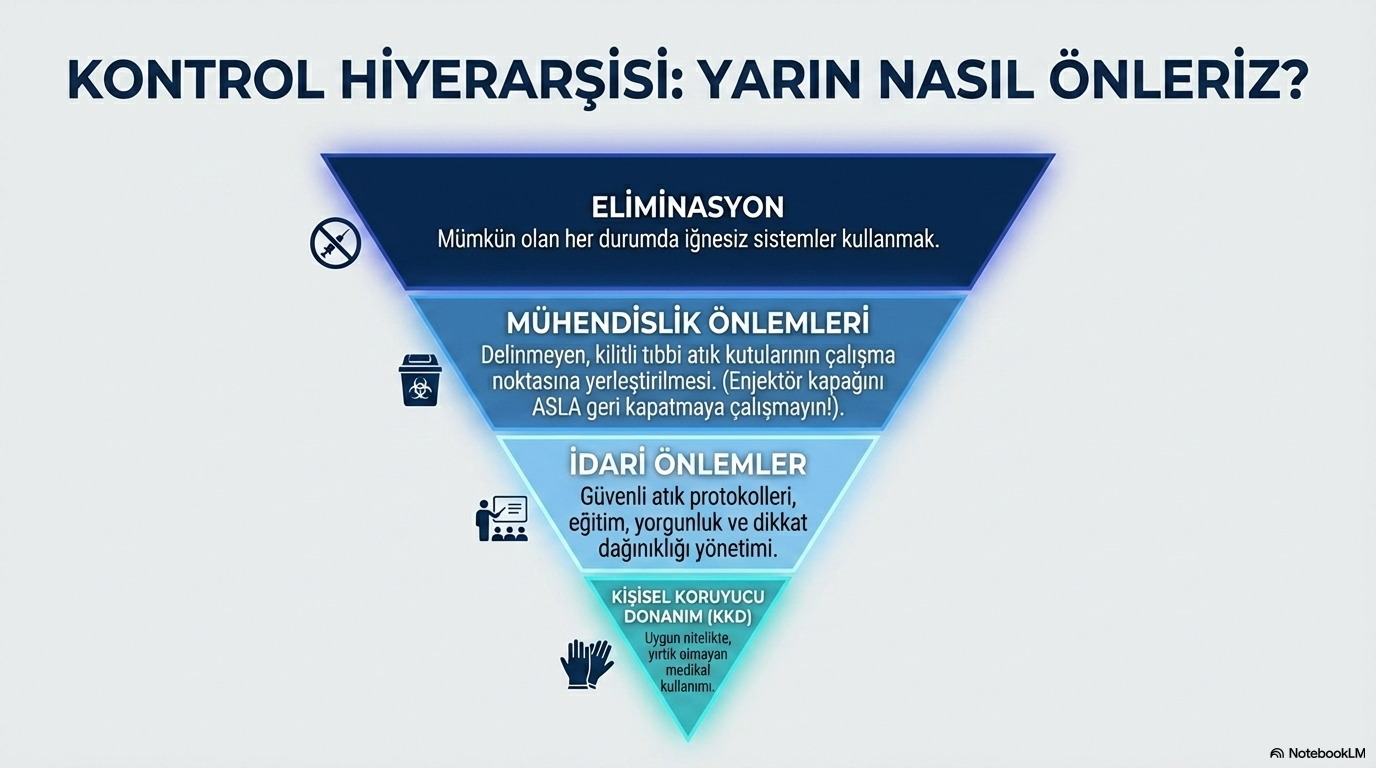 KONTROL HİYERARŞİSİ: YARIN NASIL ÖNLERİZ?
ELİMİNASYON
Mümkün olan her durumda iğnesiz sistemler kullanmak.
MÜHENDİSLİK ÖNLEMLERİ
Delinmeyen, kilitli tıbbi atık kutularının çalışma
noktasına yerleştirilmesi. (Enjektör kapağını
ASLA geri kapatmaya çalışmayın!).
İDARİ ÖNLEMLER
Güvenli atık protokolleri,
eğitim, yorgunluk ve dikkat
dağınıklığı yönetimi.
KİŞİSEL KORUYUCU
DONANIM (KKD)
Uygun nitelikte,
yırtık olmayan
medikal
kullanımı.
NotebookLM